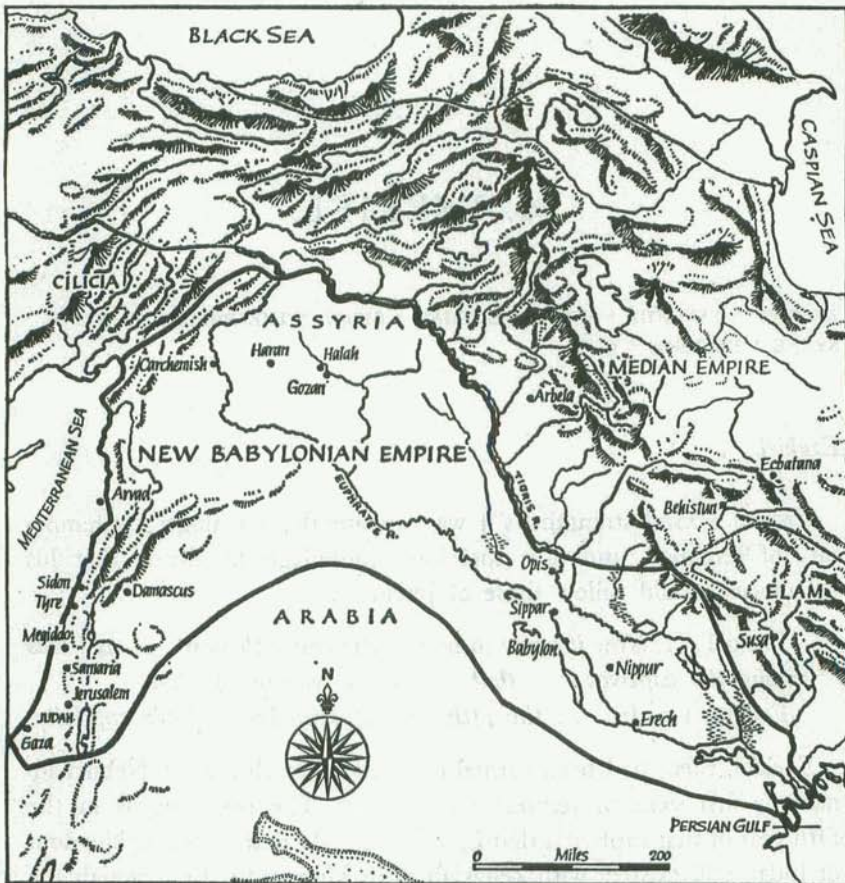 BLACK SEA
CASPIAN SEA
CILICIA
ASSYRIA
Carchemish
Haran
Halah
Gozan
MEDIAN EMPIRE
Arbela
MEDITERRANEAN SEA
NEW BABYLONIAN EMPIRE
EUPHRATES R.
TIGRIS
Ecbatana
Behistun
Arvad
Opis
Sidon
Tyre
Damascus
ELAM
ARABIA
Sippar
Megiddo
Babylon
Susa
Samaria
Nippur
Jerusalem
N
JUDAH
Erech
Gaza
PERSIAN GULF
0 Miles 200